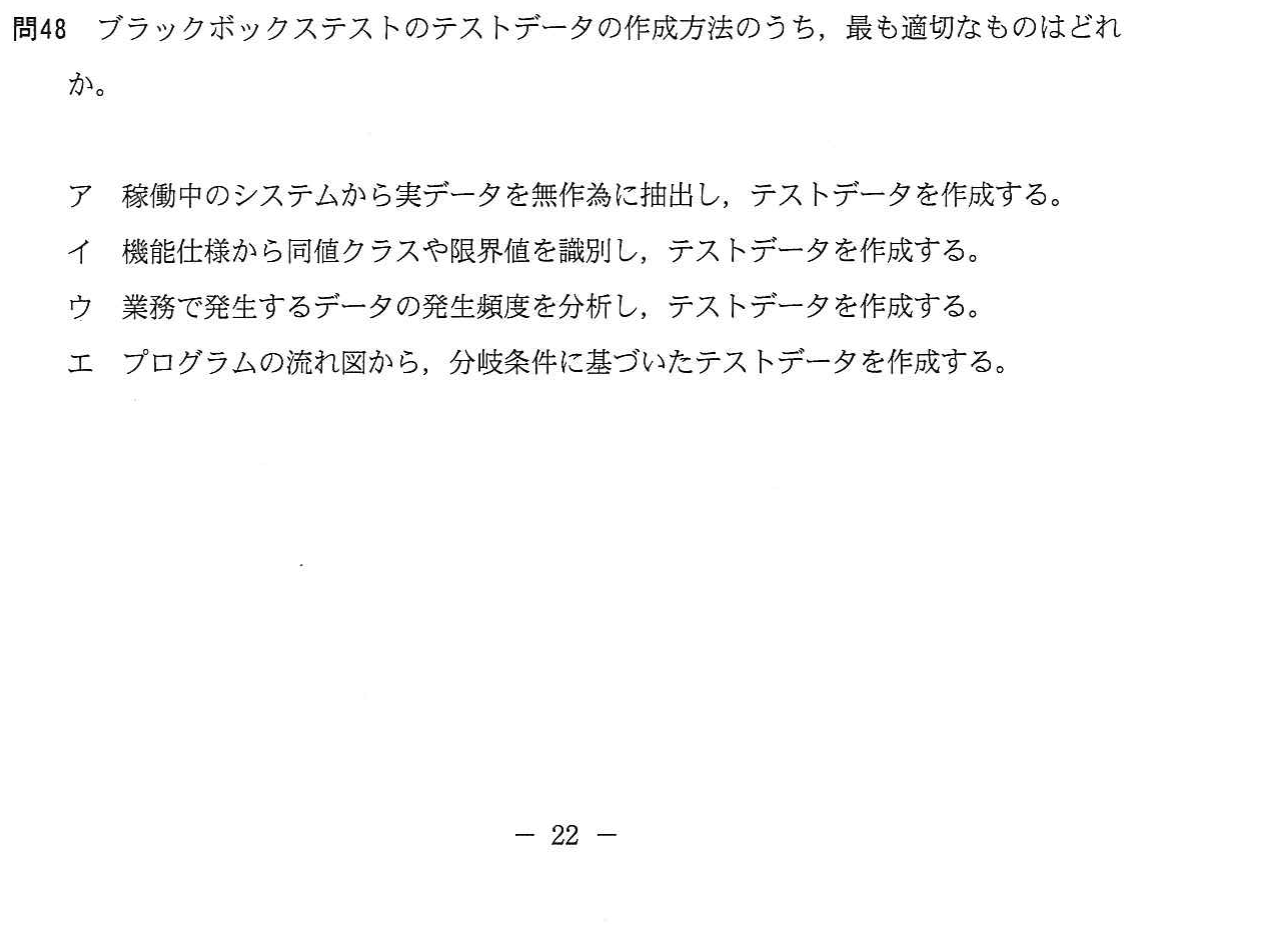 問48 ブラックボックステストのテストデータの作成方法のうち，最も適切なものはどれ
か。
ア 稼働中のシステムから実データを無作為に抽出し，テストデータを作成する。
イ 機能仕様から同値クラスや限界値を識別し，テストデータを作成する。
ウ 業務で発生するデータの発生頻度を分析し，テストデータを作成する。
エ プログラムの流れ図から，分岐条件に基づいたテストデータを作成する。
－ 22 －